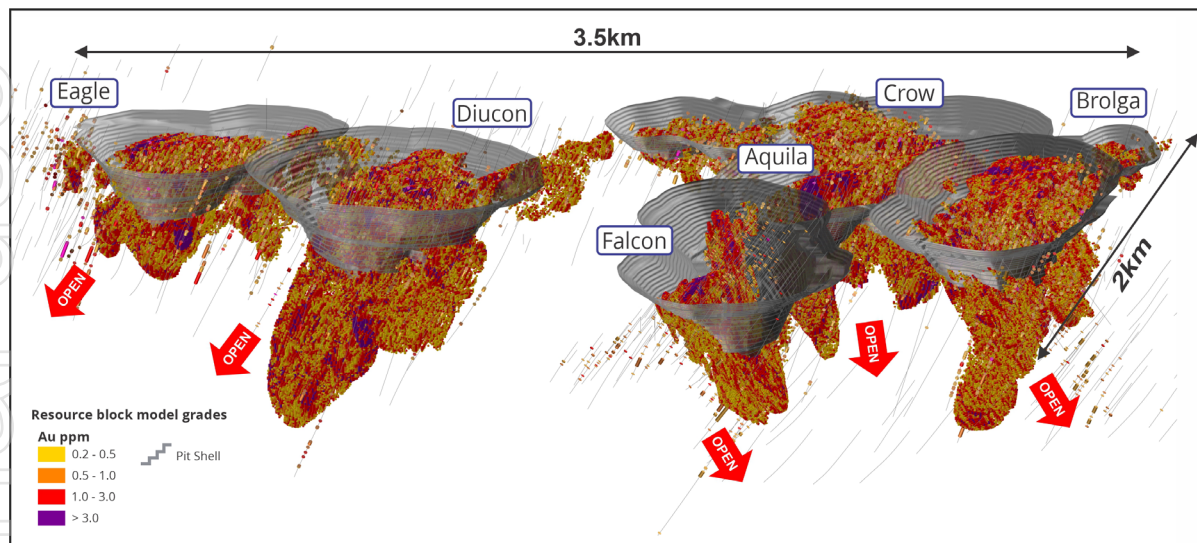 3.5km
Eagle
Diucon
Crow
Brolga
Aquila
Falcon
2km
OPEN
OPEN
OPEN
OPEN
OPEN
Resource block model grades
Au ppm
0.2 - 0.5
0.5 - 1.0
1.0 - 3.0
> 3.0
Pit Shell